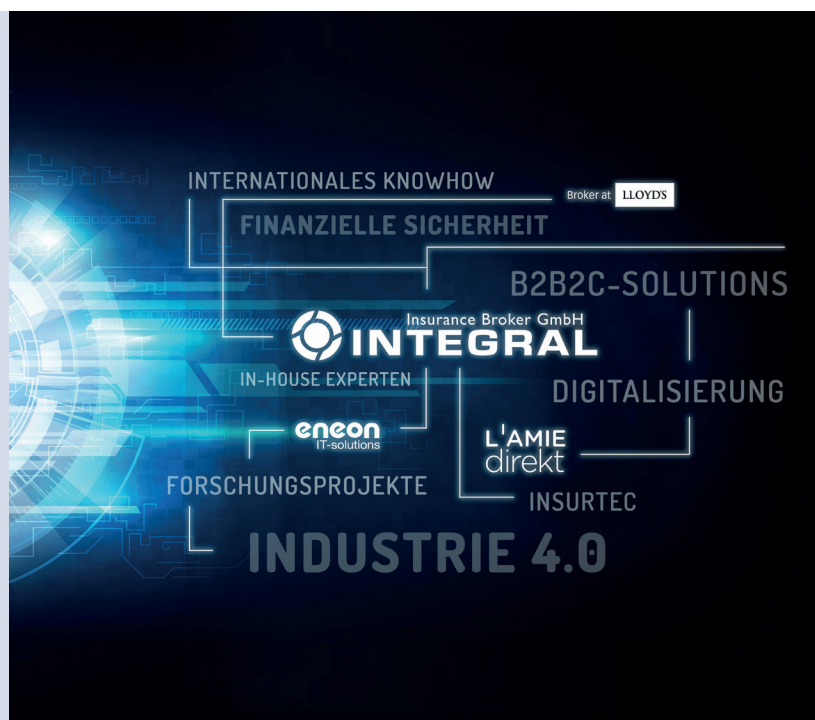 INTERNATIONALES KNOWHOW
Broker at LLOYD'S
FINANZIELLE SICHERHEIT
B2B2C-SOLUTIONS
Insurance Broker GmbH
INTEGRAL
IN-HOUSE EXPERTEN
DIGITALISIERUNG
eneon
IT-solutions
L'AMIE
direkt
FORSCHUNGSPROJEKTE
INSURTEC
INDUSTRIE 4.0